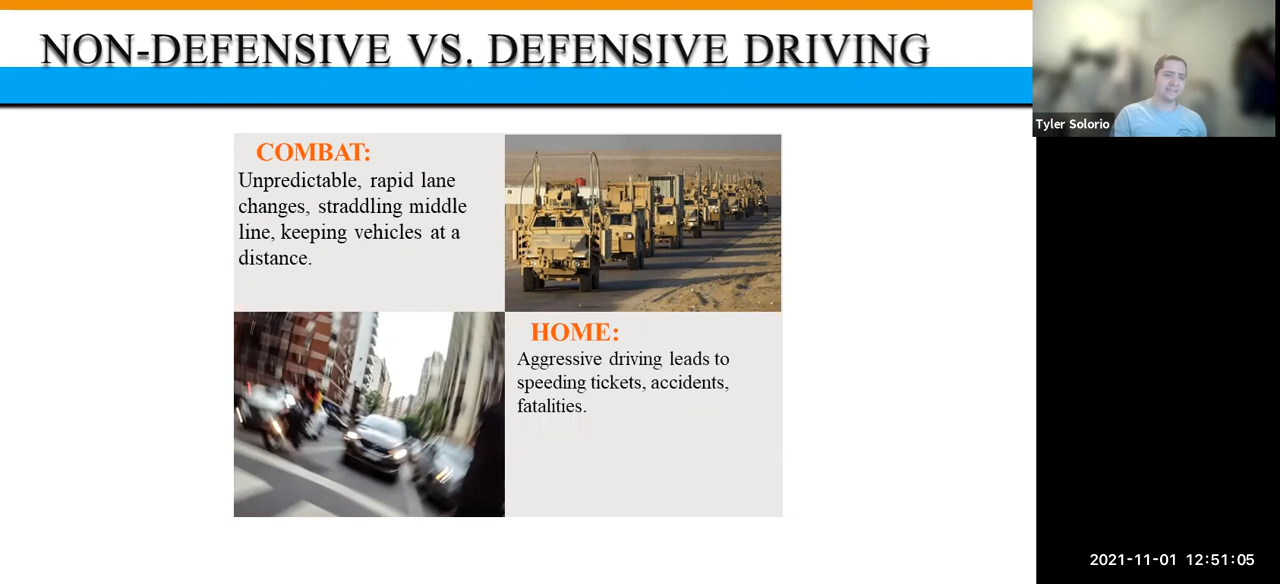 NON-DEFENSIVE VS. DEFENSIVE DRIVING
Tyler Solorio
COMBAT:
Unpredictable, rapid lane
changes, straddling middle
line, keeping vehicles at a
distance.
HOME:
Aggressive driving leads to
speeding tickets, accidents,
fatalities.
2021-11-01 12:51:05